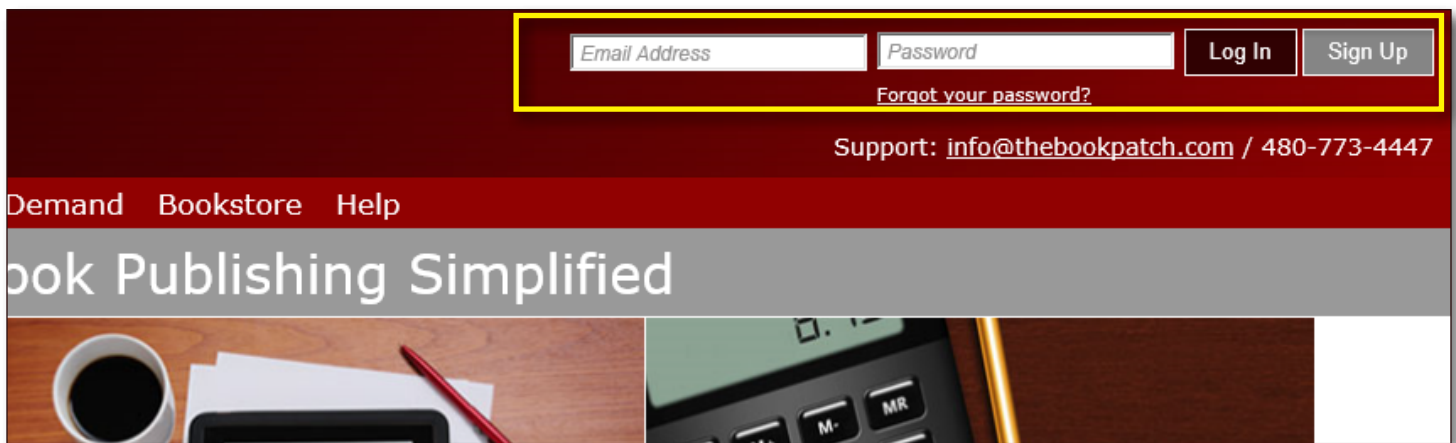 Email Address Password Log In Sign Up
Forgot your password?
Support: info@thebookpatch.com / 480-773-4447
Demand Bookstore Help
ook Publishing Simplified
MR
M-